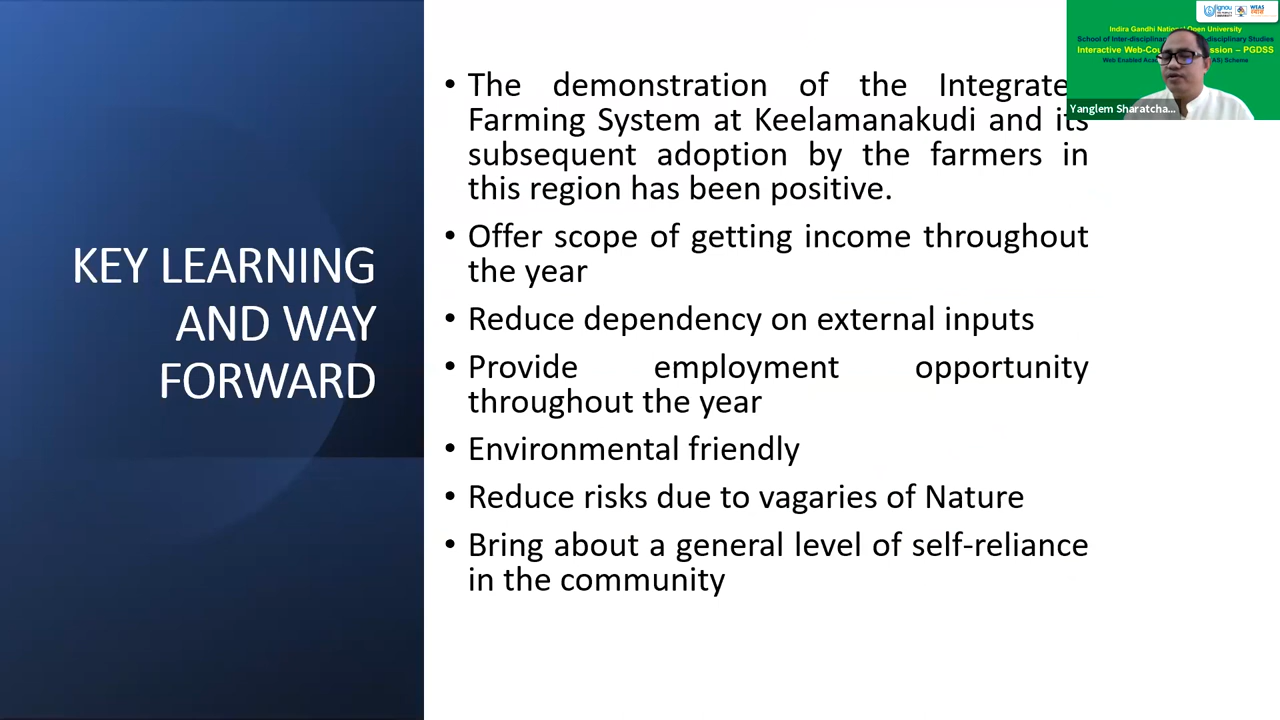 Indira Gandhi National Open University
Interactive Web-Cou
ssion – PGDSS
Yanglem Sharatcha...
KEY LEARNING
AND WAY
FORWARD
• The demonstration of the Integrate
Farming System at Keelamanakudi and its
subsequent adoption by the farmers in
this region has been positive.
• Offer scope of getting income throughout
the year
• Reduce dependency on external inputs
• Provide employment opportunity
throughout the year
• Environmental friendly
• Reduce risks due to vagaries of Nature
• Bring about a general level of self-reliance
in the community